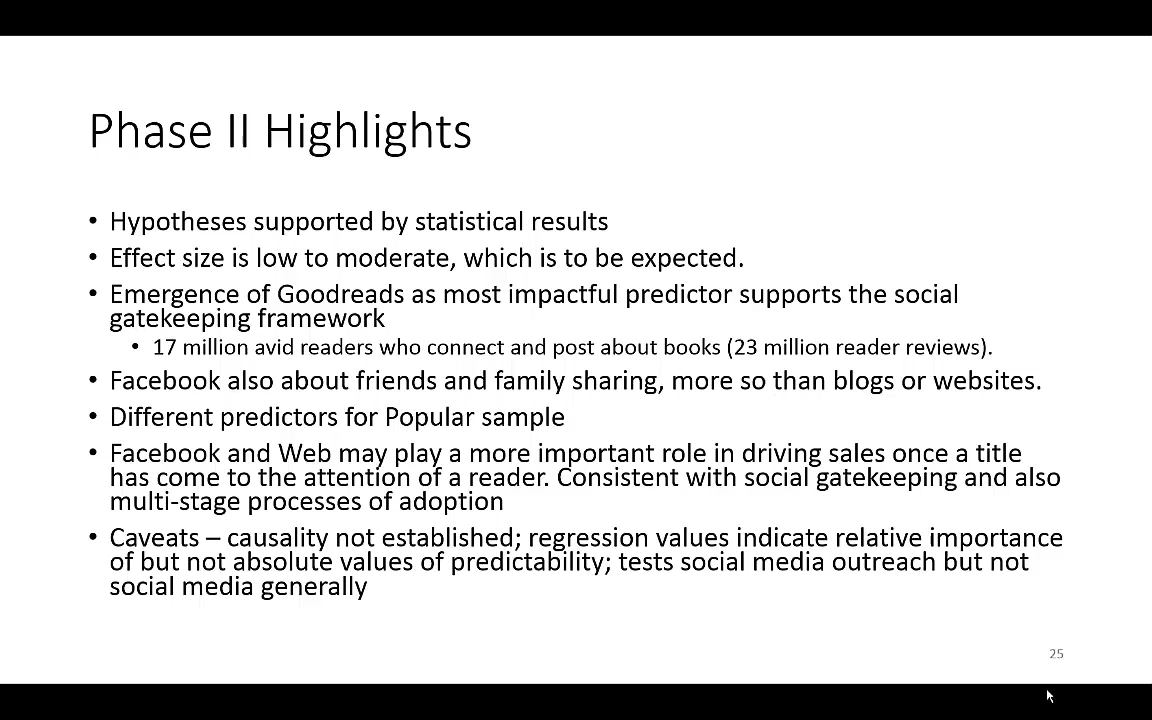 Phase II Highlights
• Hypotheses supported by statistical results
• Effect size is low to moderate, which is to be expected.
• Emergence of Goodreads as most impactful predictor supports the social
gatekeeping framework
• 17 million avid readers who connect and post about books (23 million reader reviews).
• Facebook also about friends and family sharing, more so than blogs or websites.
• Different predictors for Popular sample
• Facebook and Web may play a more important role in driving sales once a title
has come to the attention of a reader. Consistent with social gatekeeping and also
multi-stage processes of adoption
• Caveats – causality not established; regression values indicate relative importance
of but not absolute values of predictability; tests social media outreach but not
social media generally
25